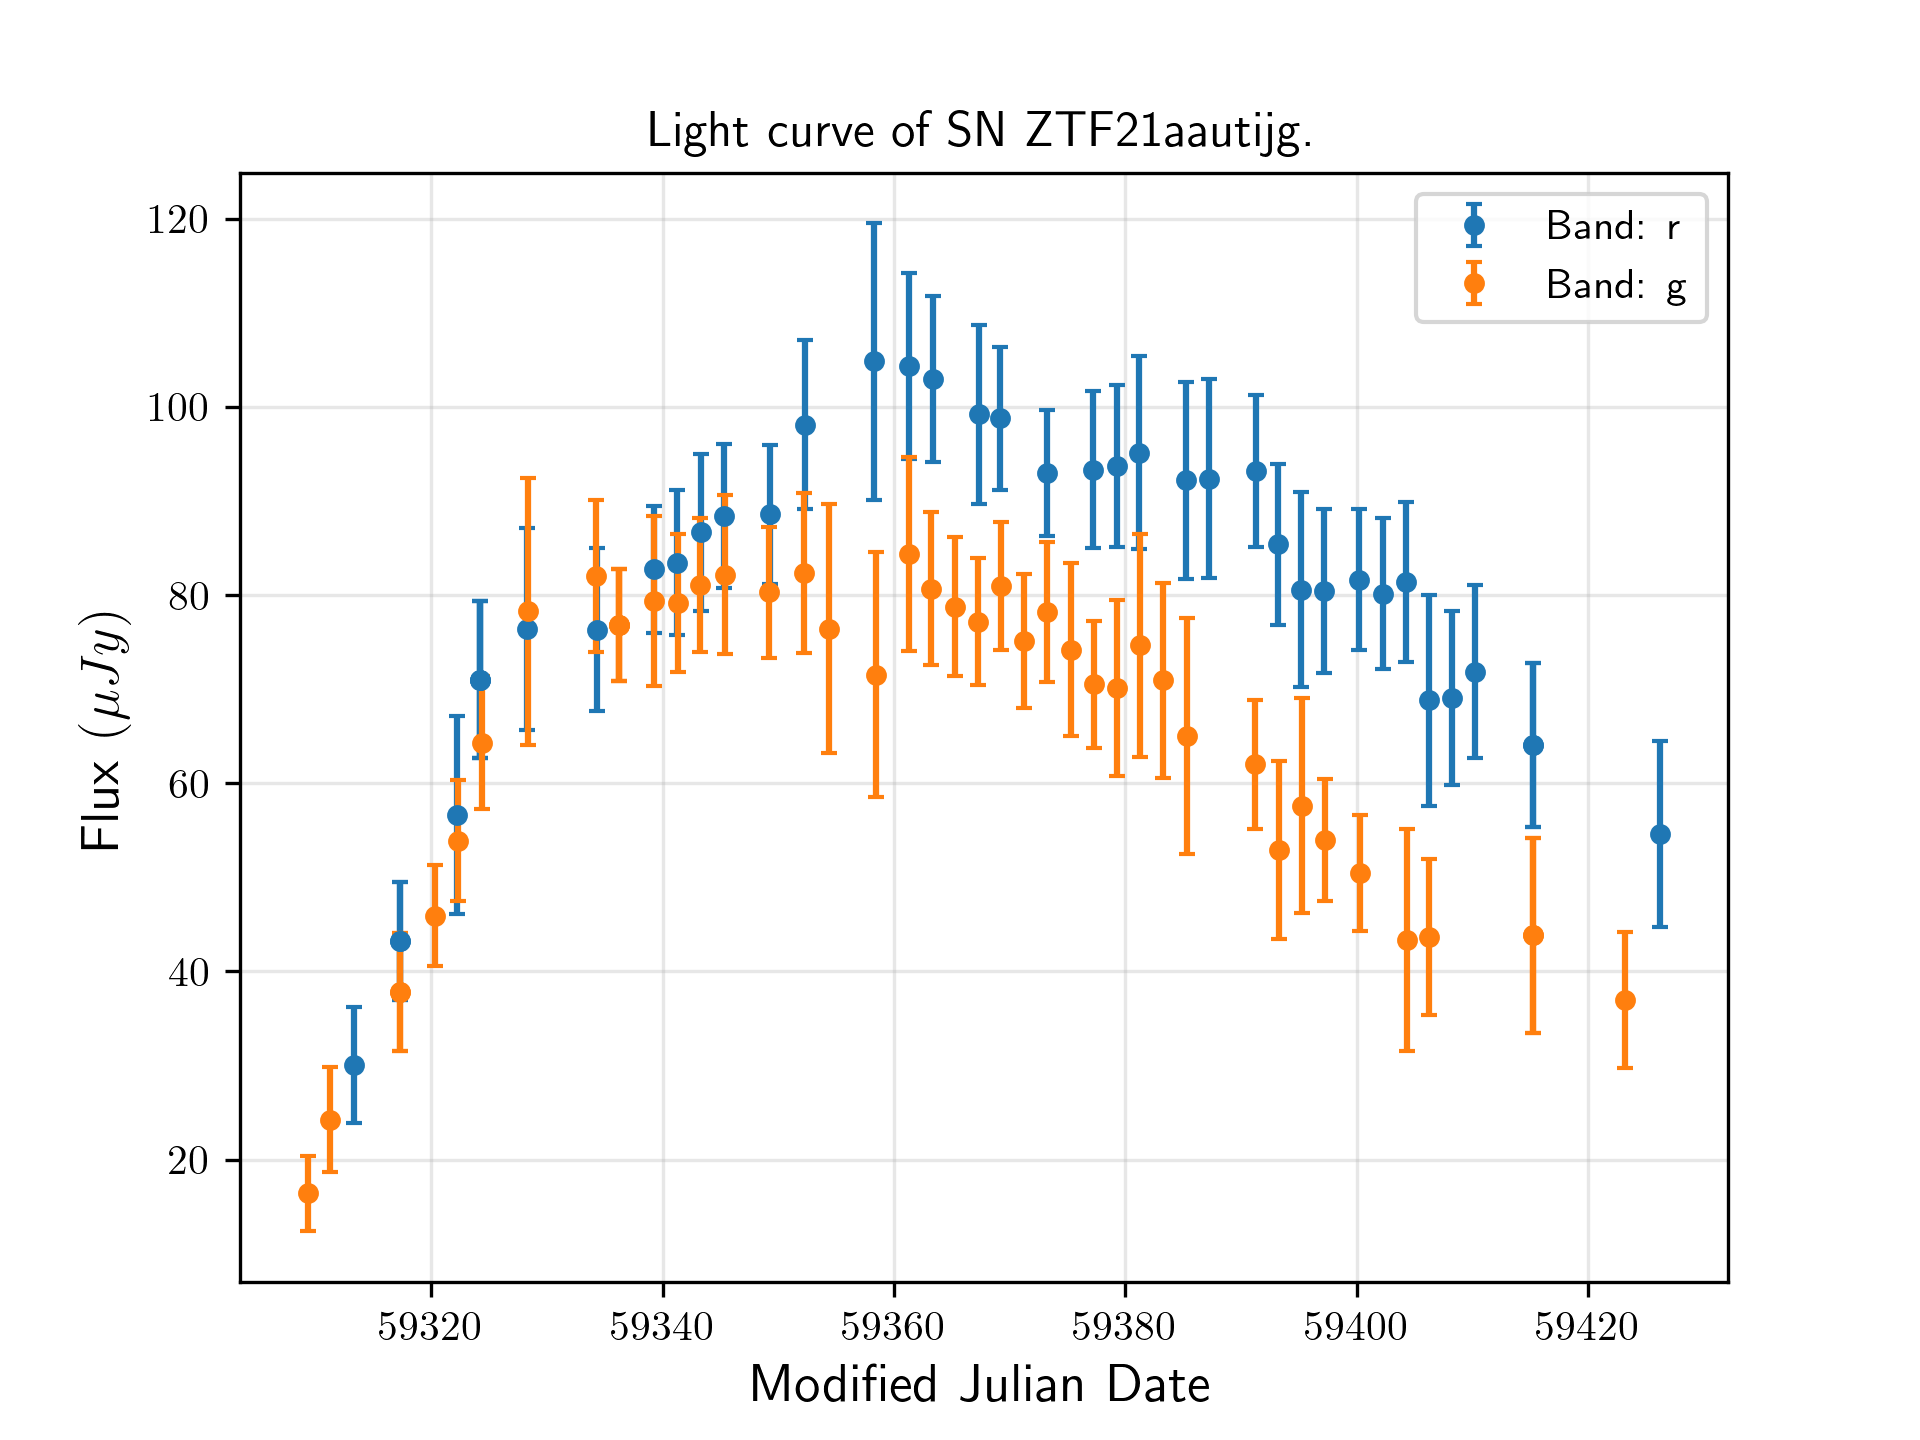 Light curve of SN ZTF21aautijg.
Band: r
Band: g
120
100
80
60
40
20
Flux (μJy)
59320 59340 59360 59380 59400 59420
Modified Julian Date